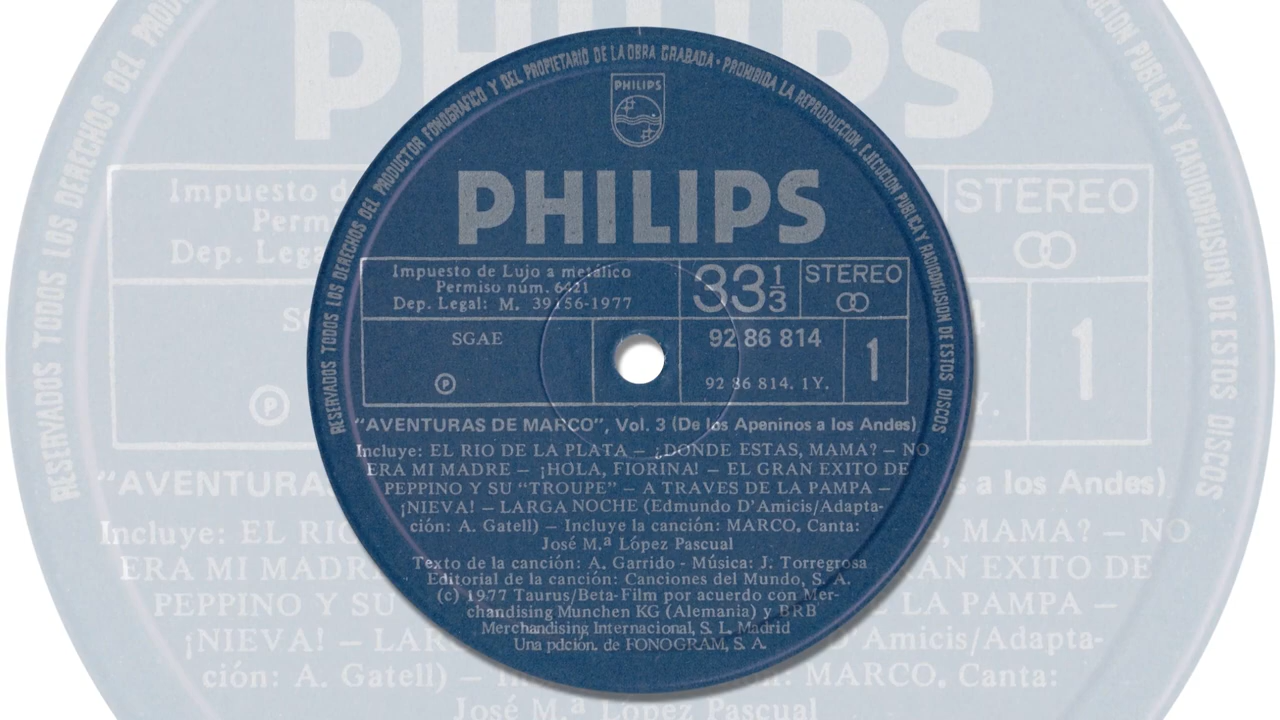 RESERVADOS TODOS LOS DERECHOS DEL PRODUCTOR FONOGRAFICO Y DEL PROPIETARIO DE LA OBRA GRABADA · PROHIBIDA LA REPRODUCCION, EJECUCION PUBLICA Y RADIODIFUSION DE ESTOS DISCOS
PHILIPS
PHILIPS
Impuesto de Lujo a metálico
Permiso núm. 6421
Dep. Legal: M. 39156-1977
33 1/3
STEREO
SGAE
92 86 814
1
℗
92 86 814. 1Y.
"AVENTURAS DE MARCO", Vol. 3 (De los Apeninos a los Andes)
Incluye: EL RIO DE LA PLATA – ¿DONDE ESTAS, MAMA? – NO
ERA MI MADRE – ¡HOLA, FIORINA! – EL GRAN EXITO DE
PEPPINO Y SU "TROUPE" – A TRAVES DE LA PAMPA –
¡NIEVA! – LARGA NOCHE (Edmundo D'Amicis/Adapta-
ción: A. Gatell) – Incluye la canción: MARCO. Canta:
José M.ª López Pascual
Texto de la canción: A. Garrido - Música: J. Torregrosa
Editorial de la canción: Canciones del Mundo, S. A.
(c) 1977 Taurus/Beta-Film por acuerdo con Mer-
chandising Munchen KG (Alemania) y BRB
Merchandising Internacional, S. L. Madrid
Una pdción. de FONOGRAM, S. A.